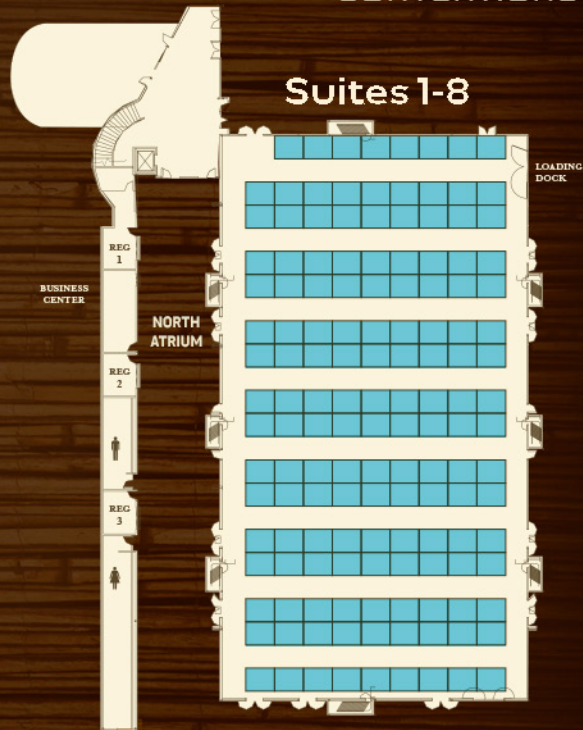 Suites 1-8
LOADING
DOCK
REG
1
BUSINESS
CENTER
NORTH
ATRIUM
REG
2
REG
3